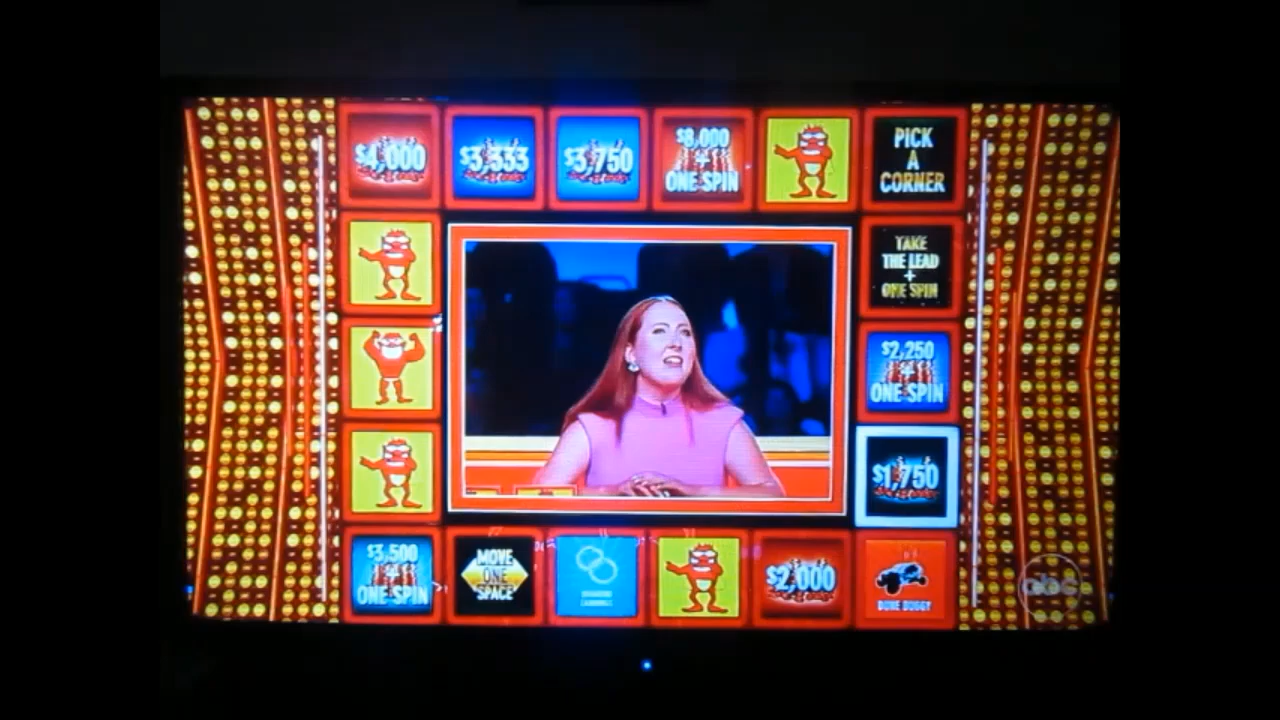 $4,000
$3,333
$3,750
$8,000
+
ONE SPIN
PICK
A
CORNER
TAKE
THE LEAD
+
ONE SPIN
$2,250
+
ONE SPIN
$1,750
$3,500
+
ONE SPIN
MOVE
ONE
SPACE
$2,000
DUNE BUGGY
abc